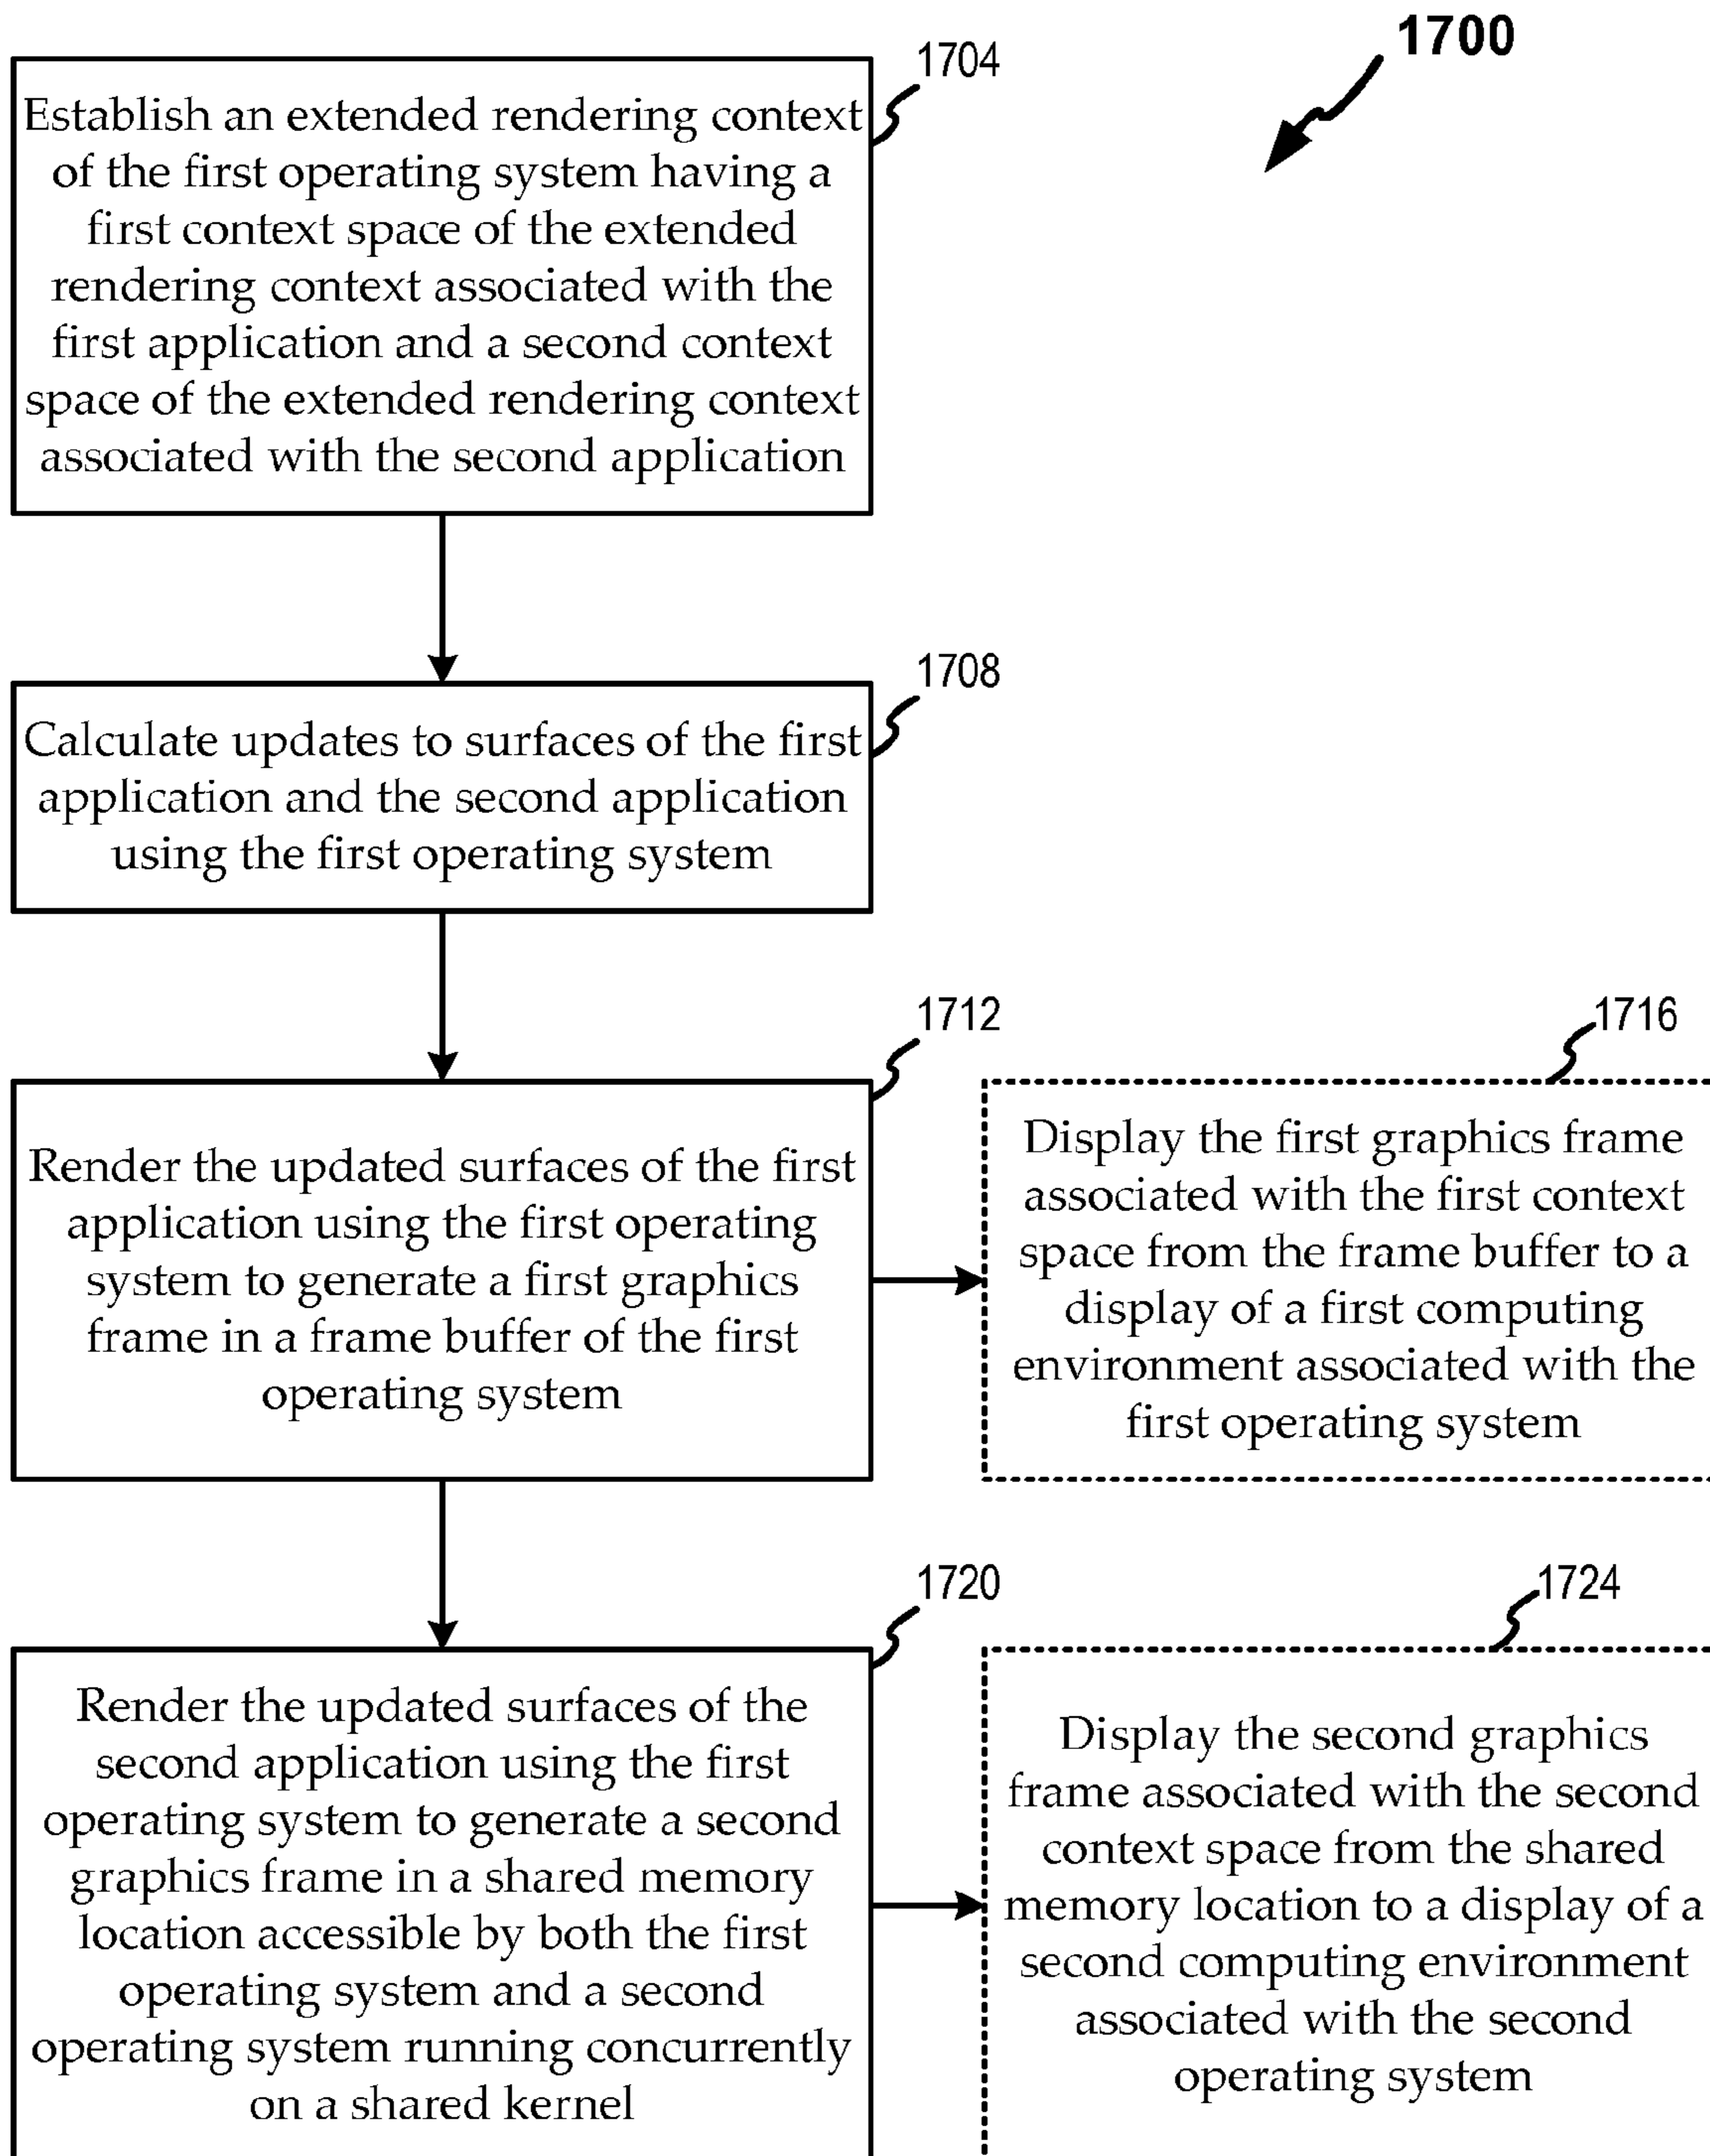 1700
1704
Establish an extended rendering context
of the first operating system having a
first context space of the extended
rendering context associated with the
first application and a second context
space of the extended rendering context
associated with the second application
1708
Calculate updates to surfaces of the first
application and the second application
using the first operating system
1712
Render the updated surfaces of the first
application using the first operating
system to generate a first graphics
frame in a frame buffer of the first
operating system
1716
Display the first graphics frame
associated with the first context
space from the frame buffer to a
display of a first computing
environment associated with the
first operating system
1720
Render the updated surfaces of the
second application using the first
operating system to generate a second
graphics frame in a shared memory
location accessible by both the first
operating system and a second
operating system running concurrently
on a shared kernel
1724
Display the second graphics
frame associated with the second
context space from the shared
memory location to a display of a
second computing environment
associated with the second
operating system